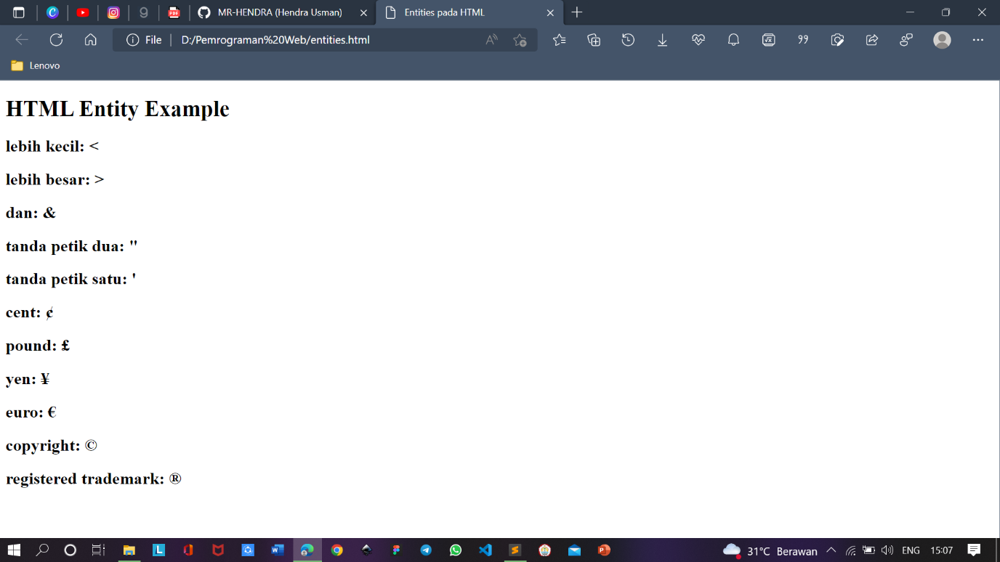 MR-HENDRA (Hendra Usman)
Entities pada HTML
File
D:/Pemrograman%20Web/entities.html
Lenovo
HTML Entity Example
lebih kecil: <
lebih besar: >
dan: &
tanda petik dua: "
tanda petik satu: '
cent: ¢
pound: £
yen: ¥
euro: €
copyright: ©
registered trademark: ®
31°C Berawan
ENG
15:07